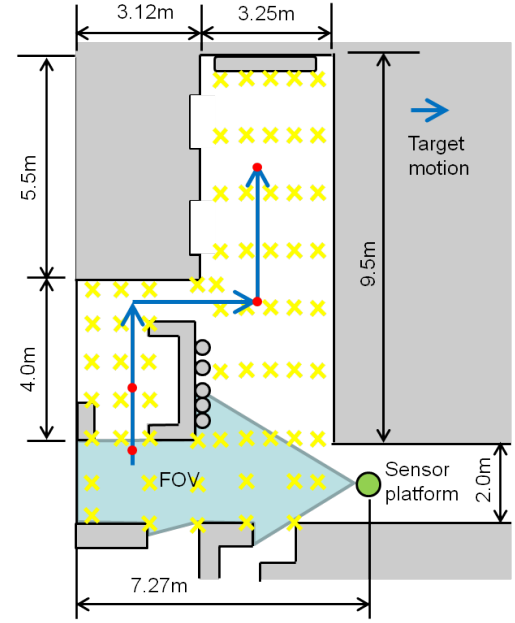 3.12m
3.25m
Target
motion
5.5m
9.5m
4.0m
FOV
Sensor
platform
2.0m
7.27m